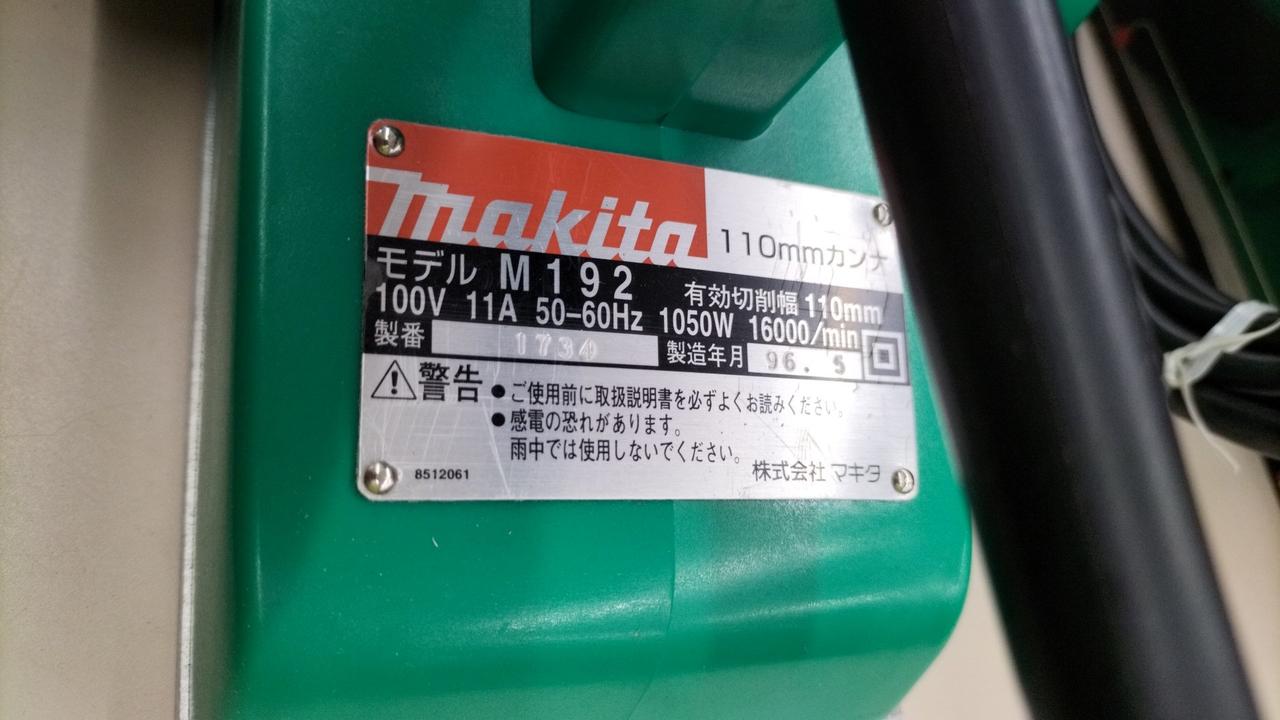 makita 110mmカンナ
モデル M192 有効切削幅 110mm
100V 11A 50-60Hz 1050W 16000/min
製番 1734 製造年月 96. 5
警告 ●ご使用前に取扱説明書を必ずよくお読みください。
●感電の恐れがあります。
雨中では使用しないでください。
8512061 株式会社 マキタ